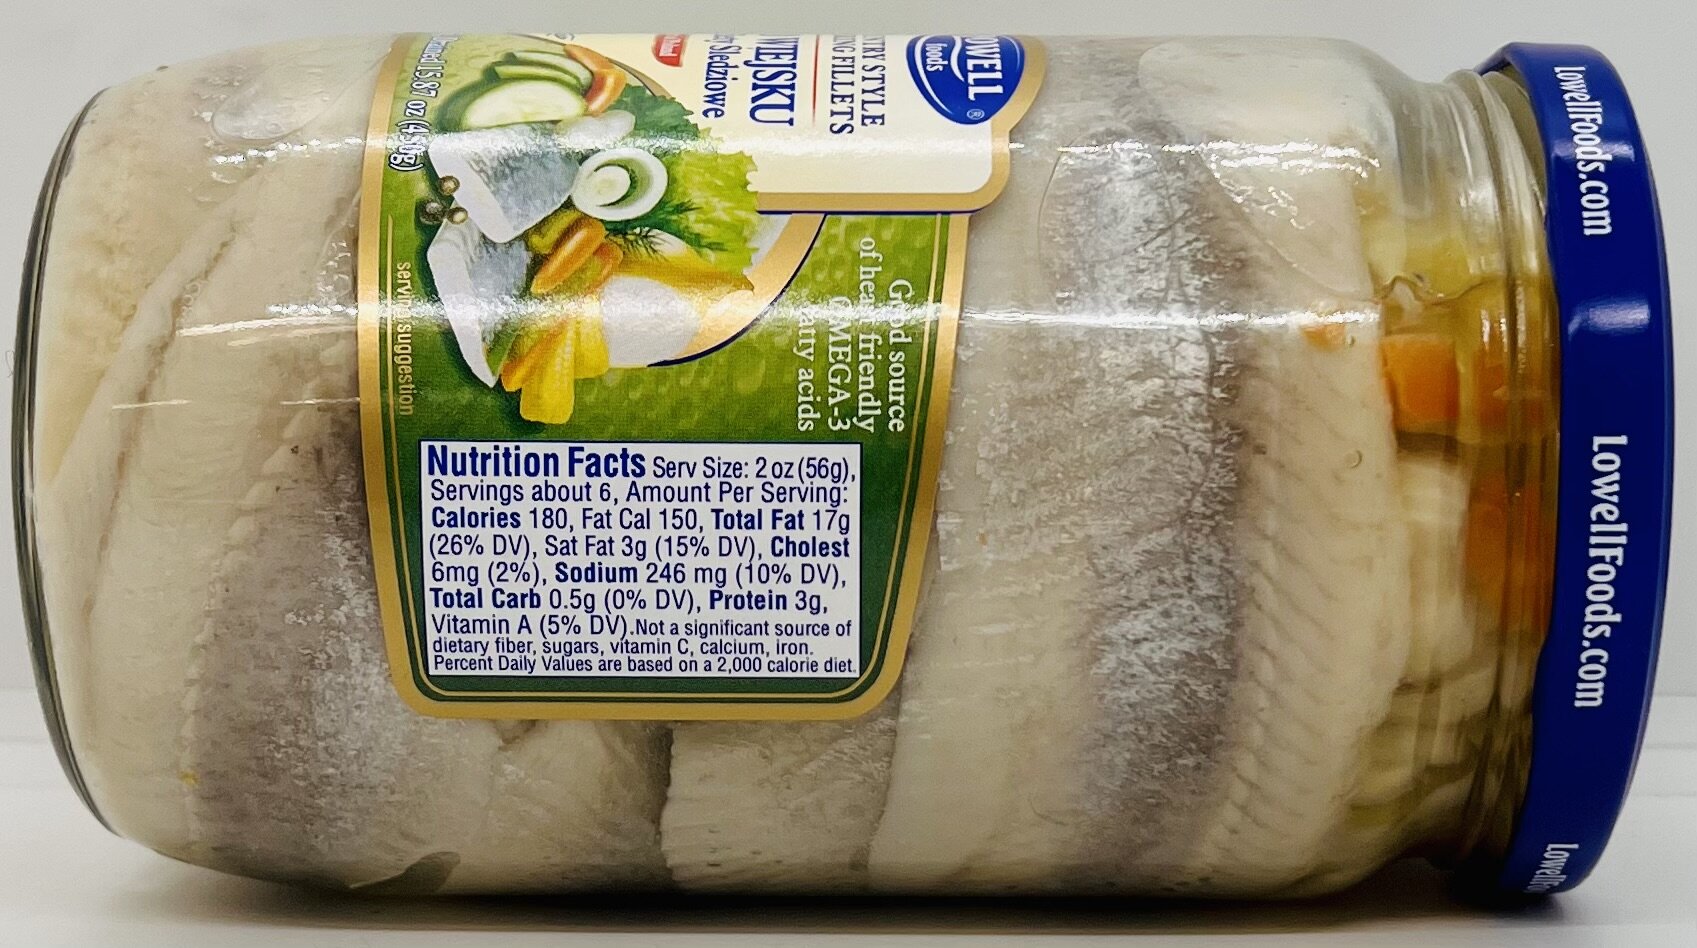 foods
STYLE
FILLETS
Śledziowe
15.87 oz (450g)
serving suggestion
Good source
of heart friendly
OMEGA-3
fatty acids
Nutrition Facts Serv Size: 2 oz (56g),
Servings about 6, Amount Per Serving:
Calories 180, Fat Cal 150, Total Fat 17g
(26% DV), Sat Fat 3g (15% DV), Cholest
6mg (2%), Sodium 246 mg (10% DV),
Total Carb 0.5g (0% DV), Protein 3g,
Vitamin A (5% DV).Not a significant source of
dietary fiber, sugars, vitamin C, calcium, iron.
Percent Daily Values are based on a 2,000 calorie diet.
lowellFoods.com
LowellFoods.com